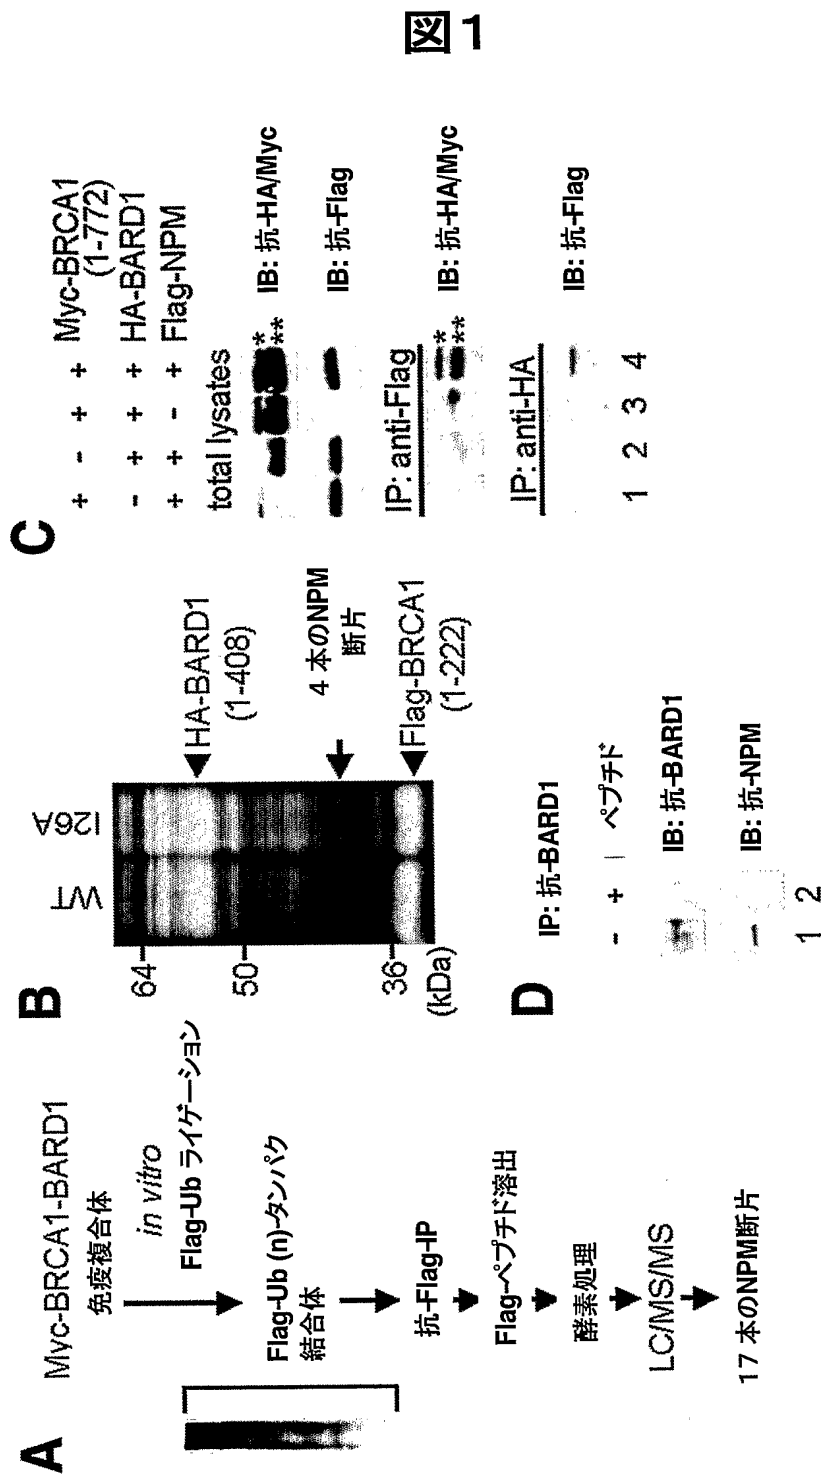 図1
A
Myc-BRCA1-BARD1
免疫複合体
in vitro
Flag-Ub ライゲーション
Flag-Ub (n)-タンパク
結合体
抗-Flag-IP
Flag-ペプチド溶出
酵素処理
LC/MS/MS
17 本のNPM断片
B
WT I26A
64
50
36
(kDa)
HA-BARD1
(1-408)
4 本のNPM
断片
Flag-BRCA1
(1-222)
C
+ - + + Myc-BRCA1
(1-772)
- + + + HA-BARD1
+ + - + Flag-NPM
total lysates
* IB: 抗-HA/Myc
**
IB: 抗-Flag
IP: anti-Flag
* IB: 抗-HA/Myc
**
IP: anti-HA
IB: 抗-Flag
1 2 3 4
D
IP: 抗-BARD1
- + | ペプチド
IB: 抗-BARD1
IB: 抗-NPM
1 2